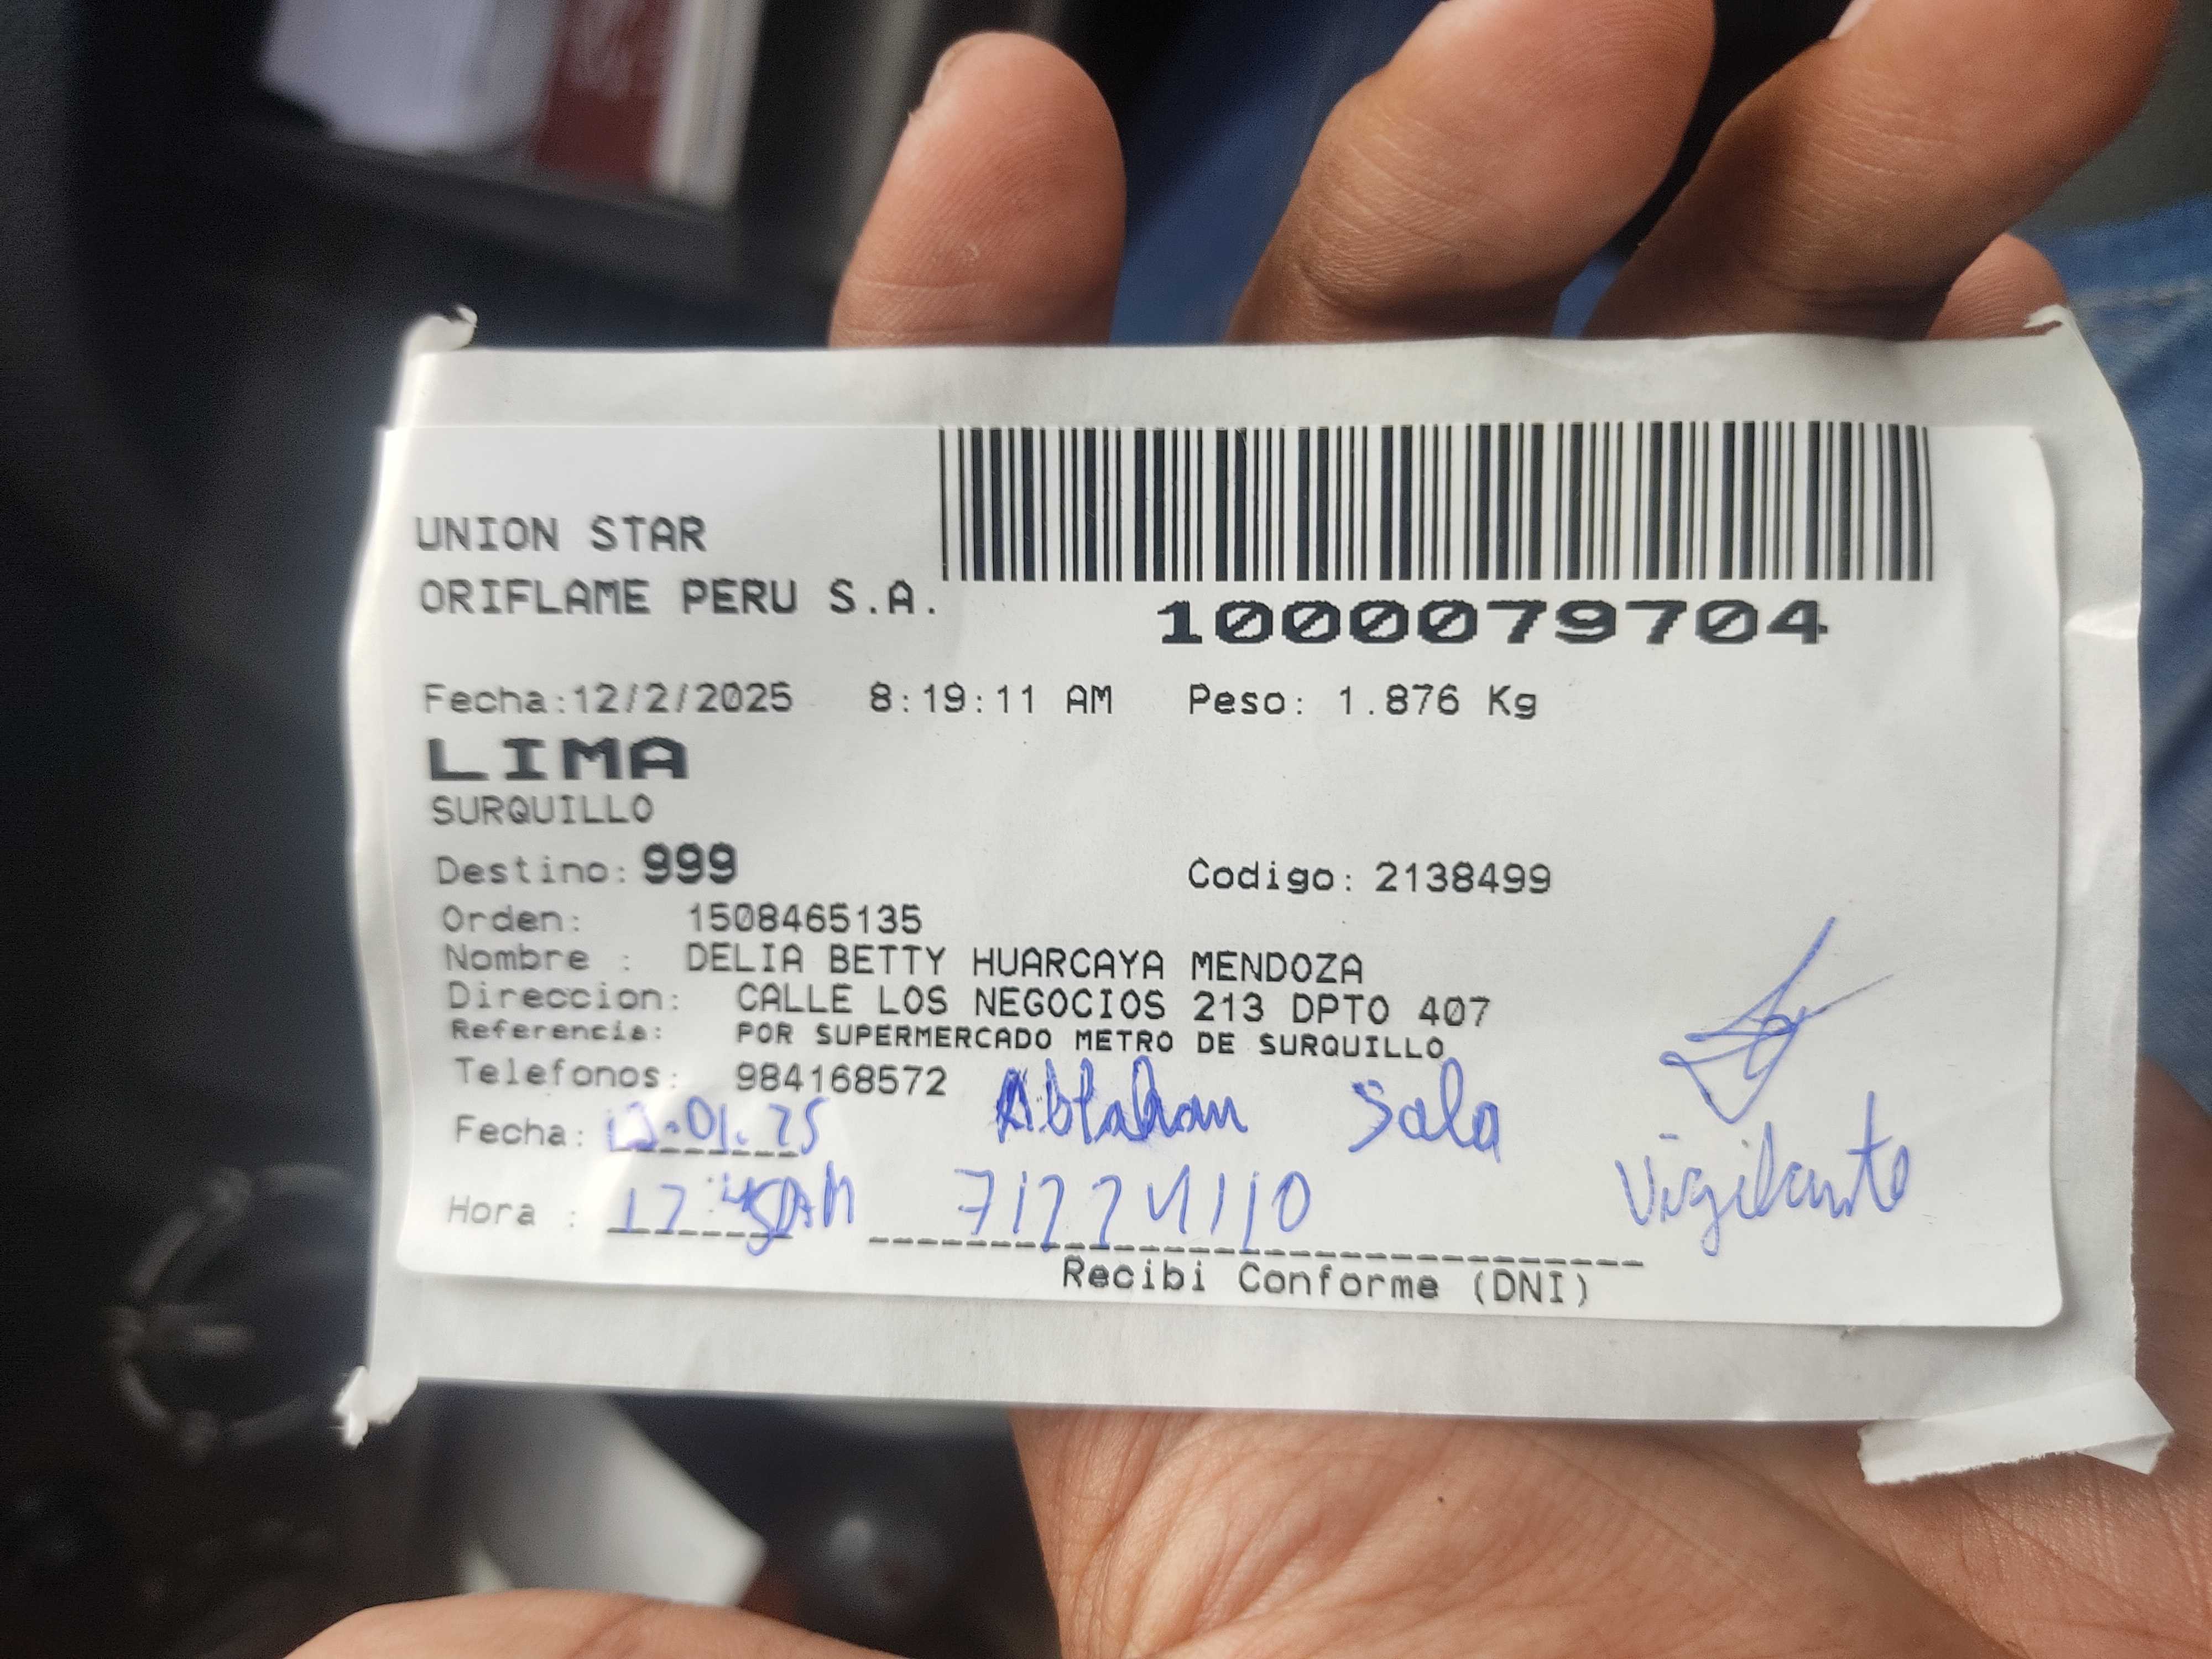 UNION STAR
ORIFLAME PERU S.A.
1000079704
Fecha:12/2/2025 8:19:11 AM Peso: 1.876 Kg
LIMA
SURQUILLO
Destino: 999 Codigo: 2138499
Orden: 1508465135
Nombre : DELIA BETTY HUARCAYA MENDOZA
Direccion: CALLE LOS NEGOCIOS 213 DPTO 407
Referencia: POR SUPERMERCADO METRO DE SURQUILLO
Telefonos: 984168572
Fecha: Abrahan Sala
Hora : Vigilante
Recibi Conforme (DNI)